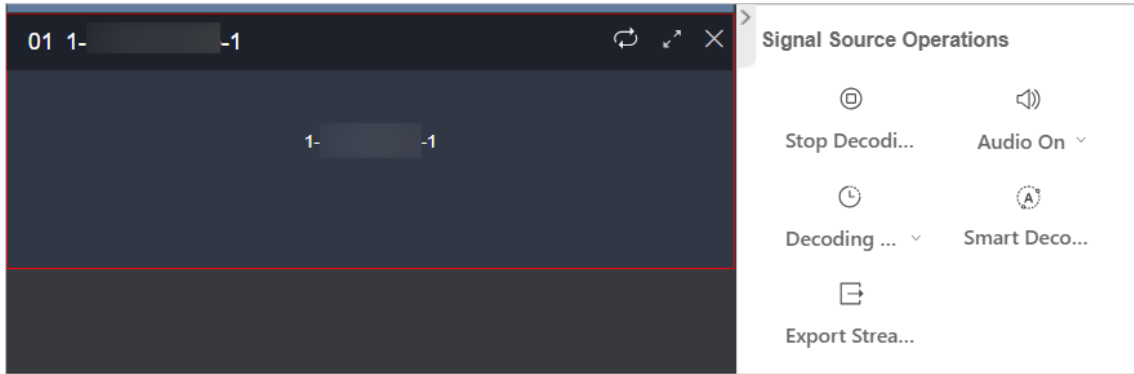 01 1- -1
1- -1
Signal Source Operations
Stop Decodi...
Audio On
Decoding ...
Smart Deco...
Export Strea...